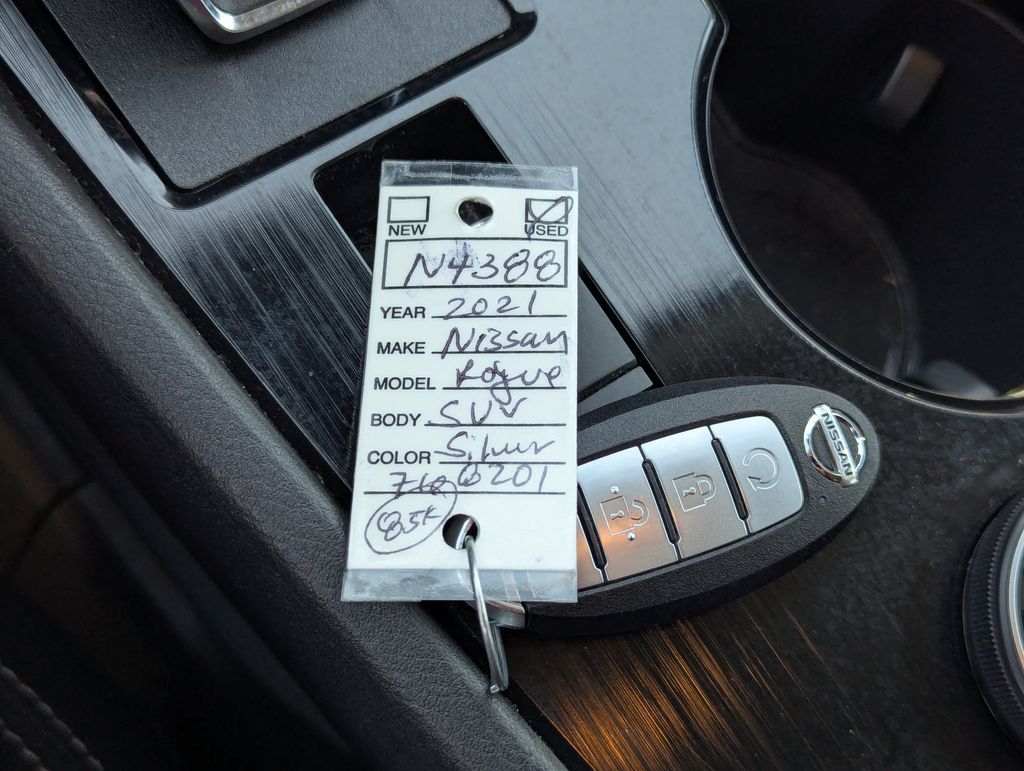 NEW USED
N4388
YEAR 2021
MAKE Nissan
MODEL Rogue
BODY SUV
COLOR Silver
6201
85K
NISSAN